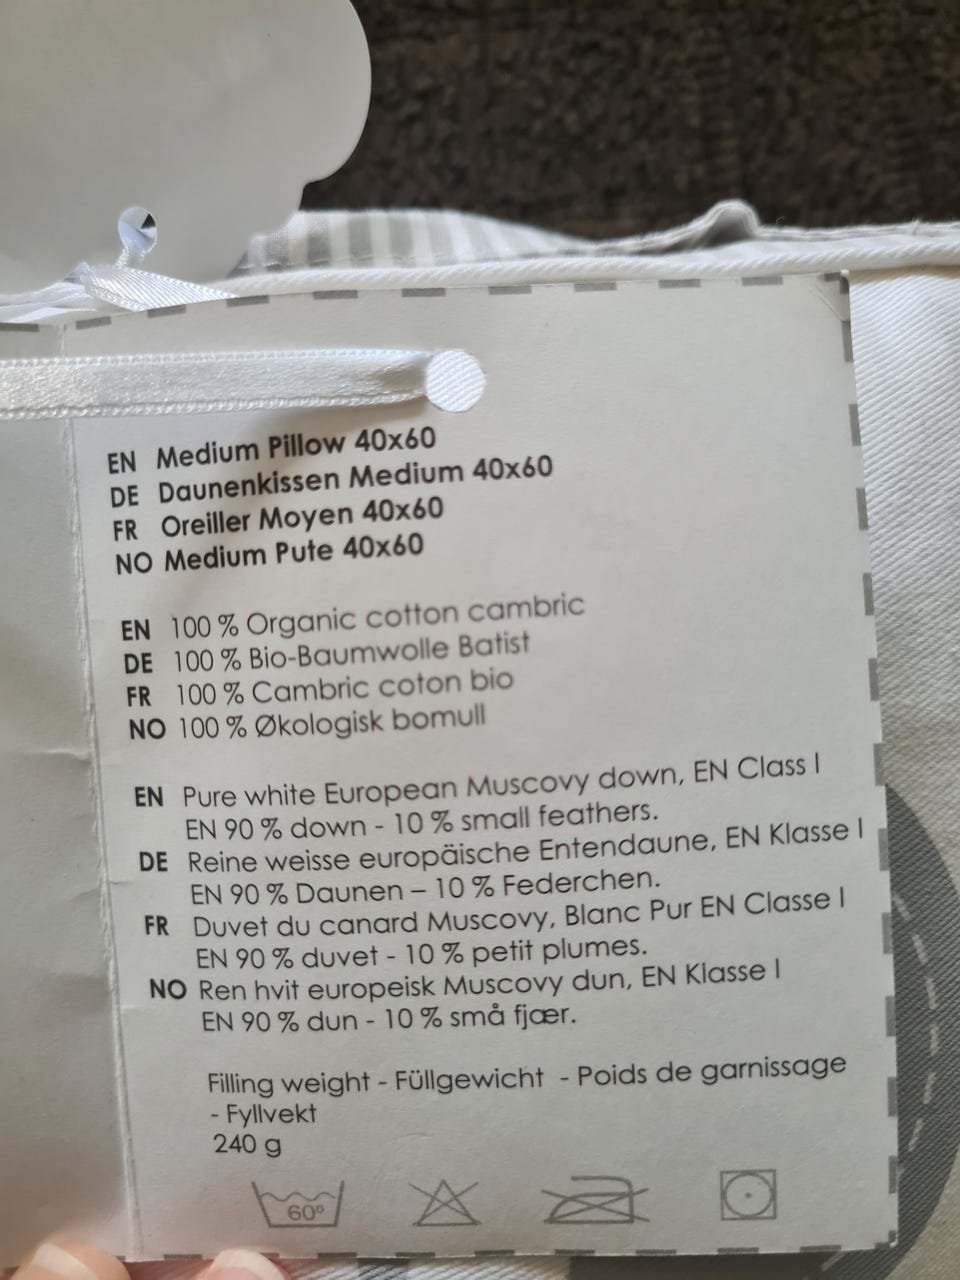 EN Medium Pillow 40x60
DE Daunenkissen Medium 40x60
FR Oreiller Moyen 40x60
NO Medium Pute 40x60
EN 100 % Organic cotton cambric
DE 100 % Bio-Baumwolle Batist
FR 100 % Cambric coton bio
NO 100 % Økologisk bomull
EN Pure white European Muscovy down, EN Class I
EN 90 % down - 10 % small feathers.
DE Reine weisse europäische Entendaune, EN Klasse I
EN 90 % Daunen – 10 % Federchen.
FR Duvet du canard Muscovy, Blanc Pur EN Classe I
EN 90 % duvet - 10 % petit plumes.
NO Ren hvit europeisk Muscovy dun, EN Klasse I
EN 90 % dun - 10 % små fjær.
Filling weight - Füllgewicht - Poids de garnissage
- Fyllvekt
240 g
60º